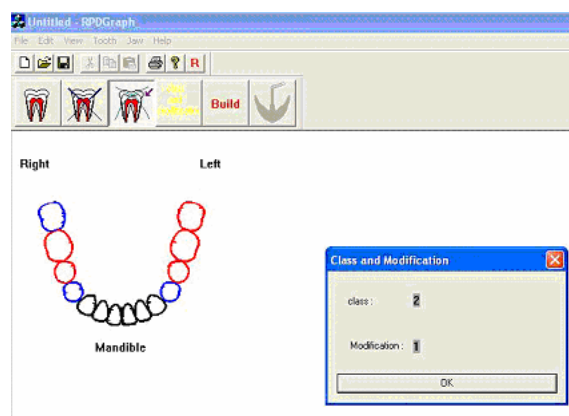 Untitled - RPDGraph
File Edit View Tooth Jaw Help
R
Build
Right Left
Mandible
Class and Modification
class : 2
Modification : 1
OK